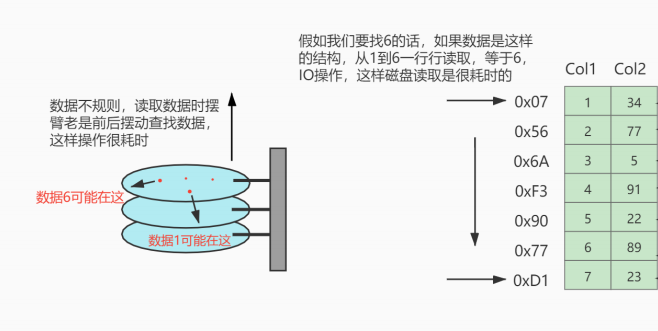 假如我们要找6的话，如果数据是这样
的结构，从1到6一行行读取，等于6，
IO操作，这样磁盘读取是很耗时的
数据不规则，读取数据时摆
臂老是前后摆动查找数据，
这样操作很耗时
数据6可能在这
数据1可能在这
Col1 Col2
0x07 1 34
0x56 2 77
0x6A 3 5
0xF3 4 91
0x90 5 22
0x77 6 89
0xD1 7 23